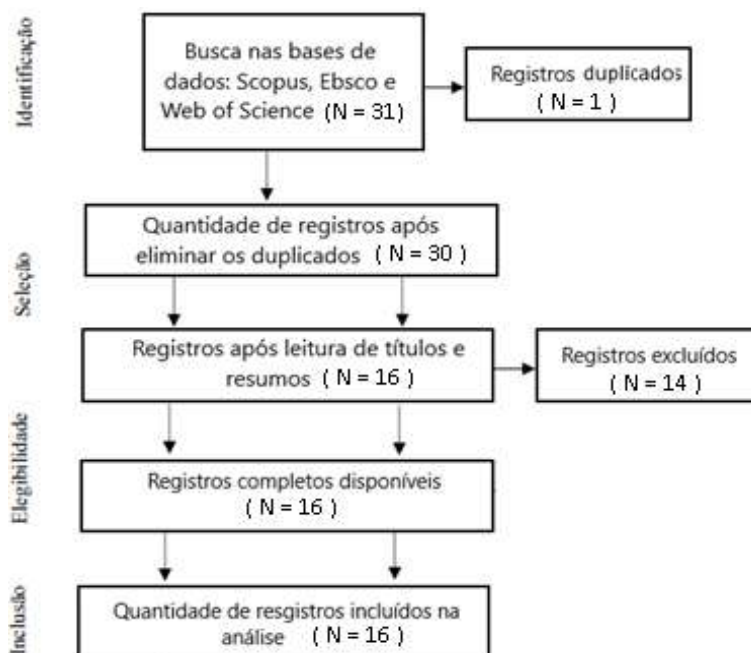 Identificação
Busca nas bases de
dados: Scopus, Ebsco e
Web of Science (N = 31)
Registros duplicados
( N = 1 )
Seleção
Quantidade de registros após
eliminar os duplicados ( N = 30 )
Registros após leitura de títulos e
resumos ( N = 16 )
Registros excluídos
( N = 14 )
Elegibilidade
Registros completos disponíveis
( N = 16 )
Inclusão
Quantidade de resgistros incluídos na
análise ( N = 16 )